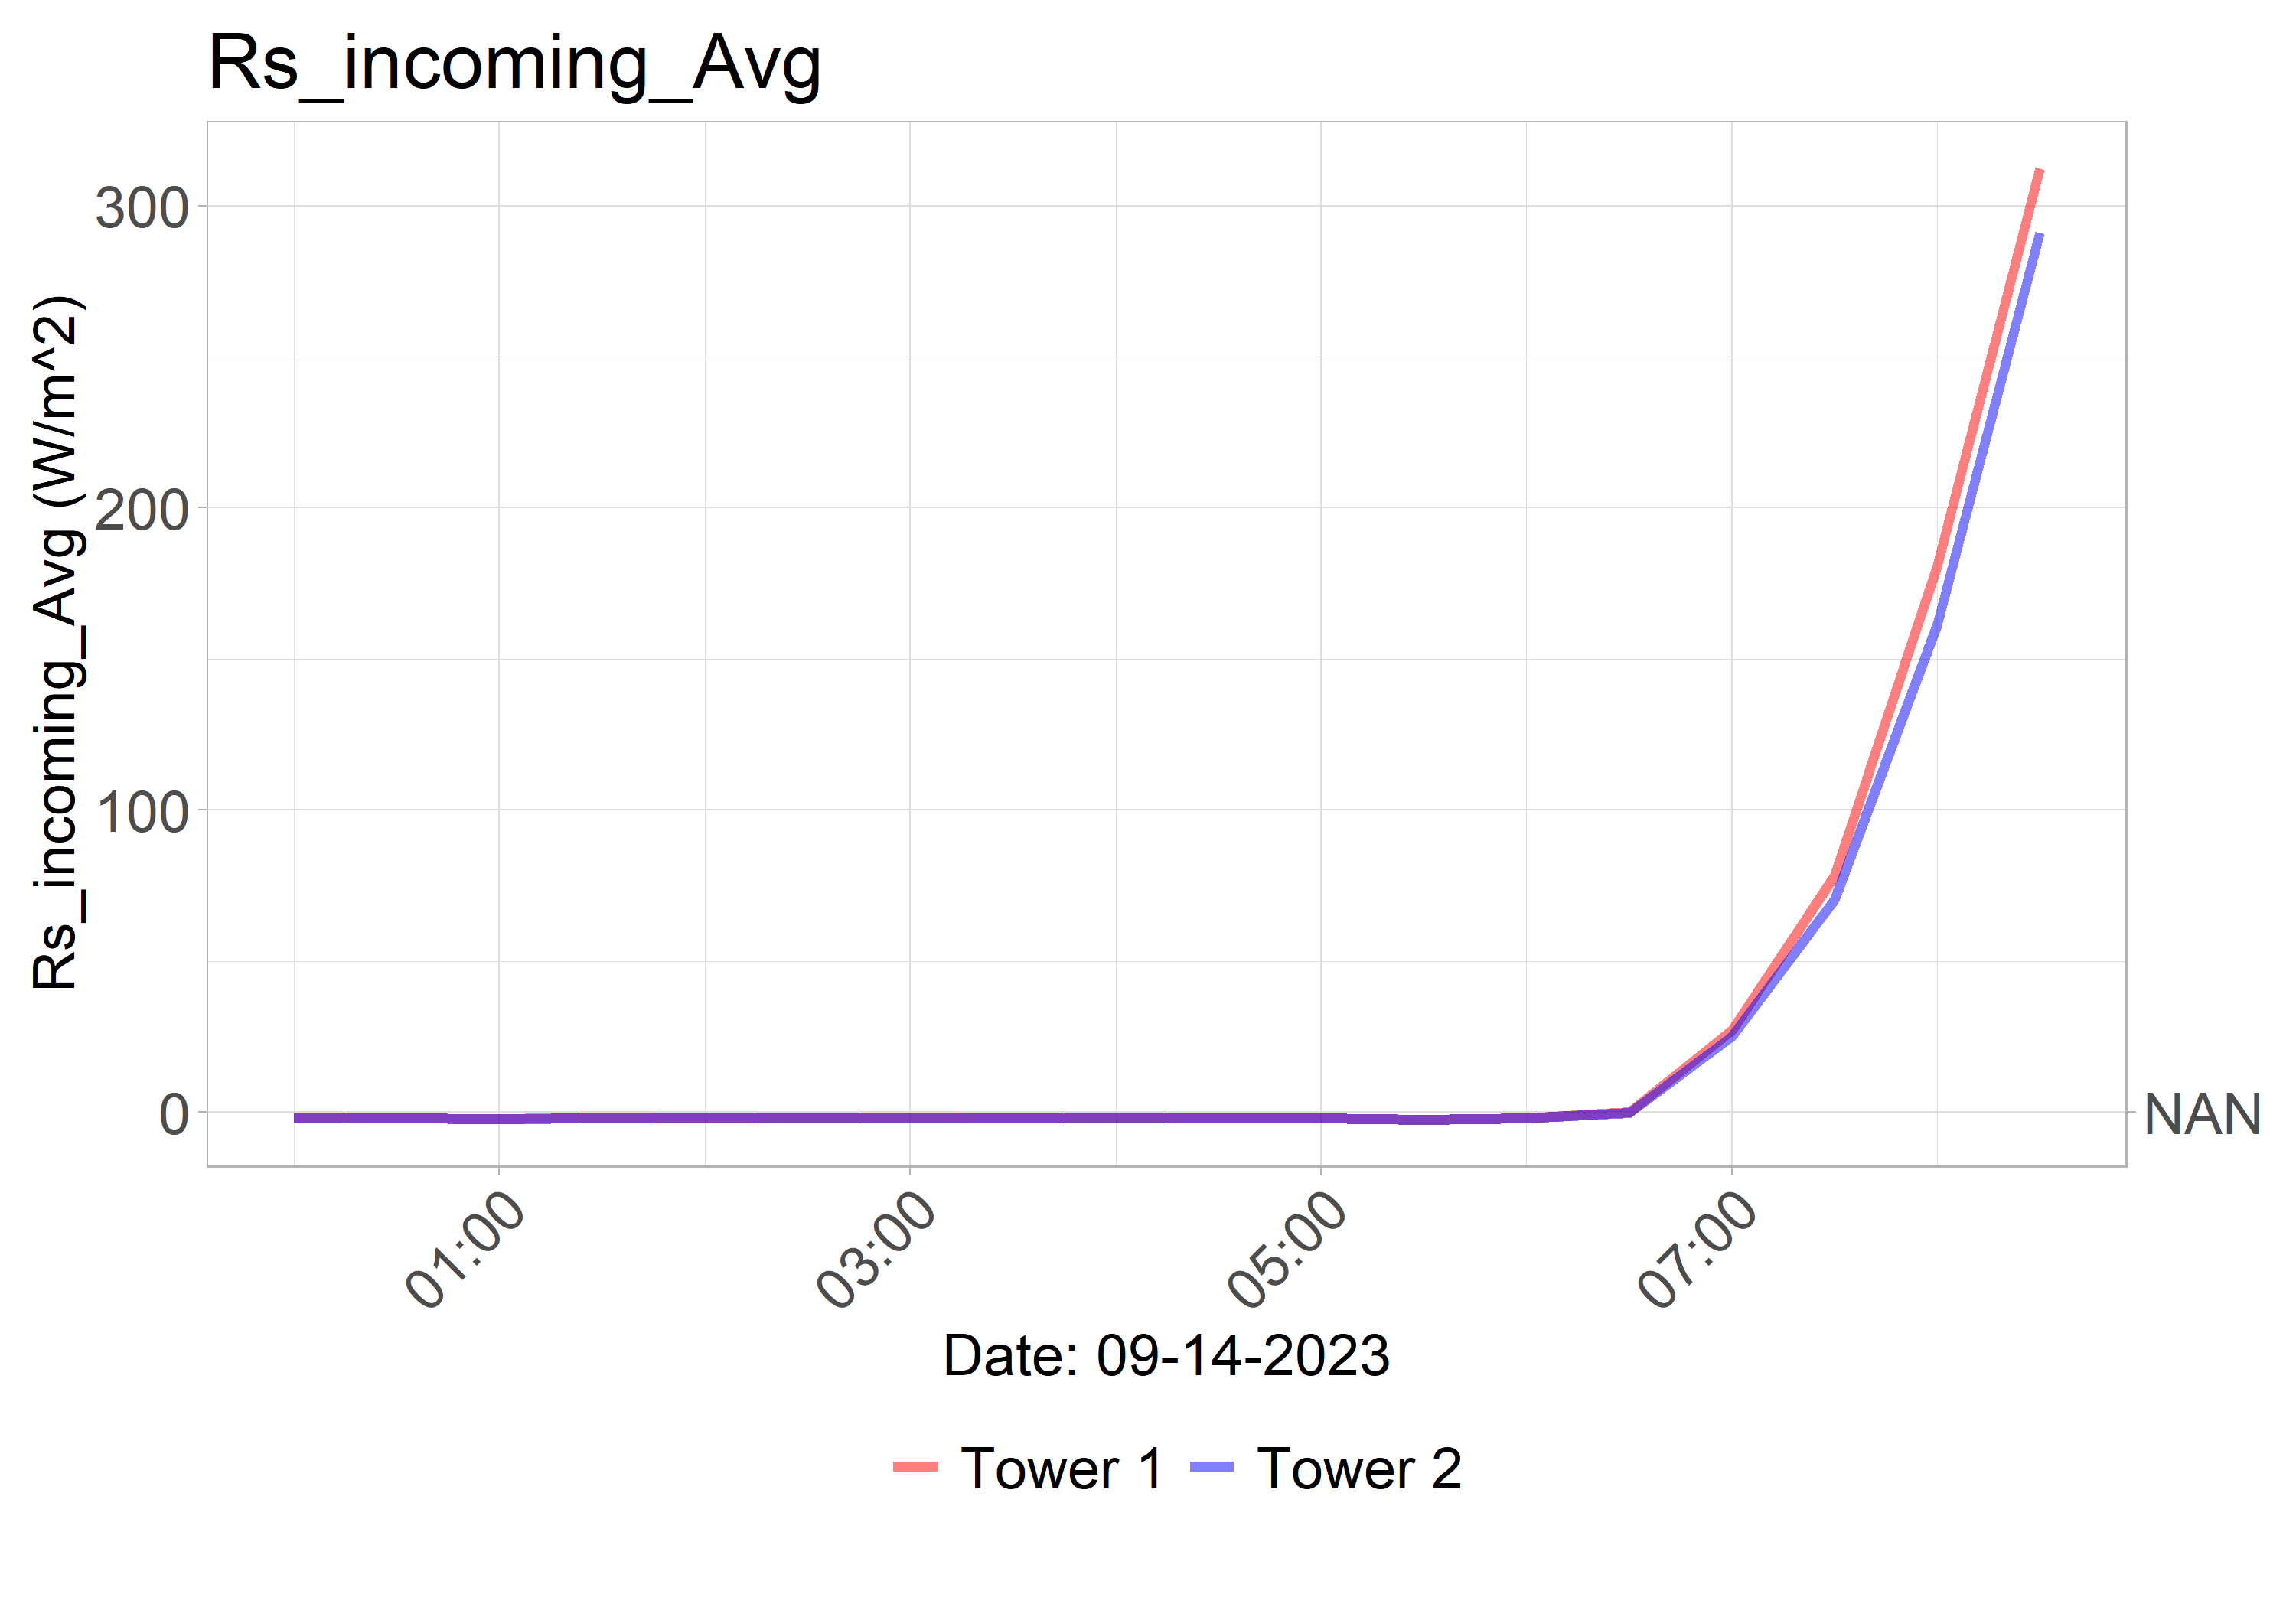 Rs_incoming_Avg
Rs_incoming_Avg (W/m^2)
300
200
100
0
NAN
01:00
03:00
05:00
07:00
Date: 09-14-2023
Tower 1
Tower 2